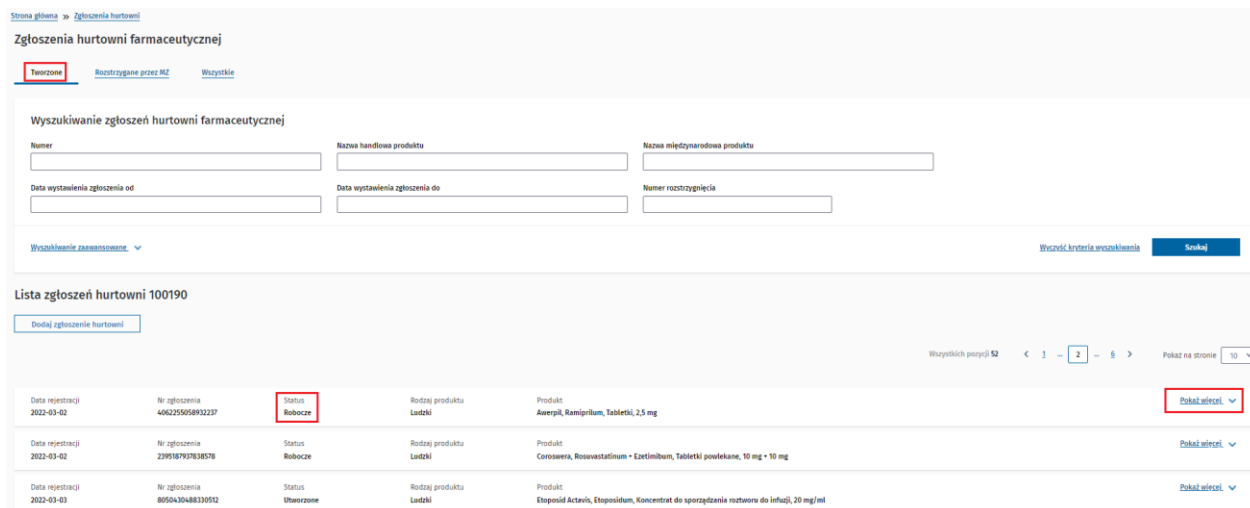 Strona główna >> Zgłoszenia hurtowni
Zgłoszenia hurtowni farmaceutycznej
Tworzone Rozstrzygane przez MZ Wszystkie
Wyszukiwanie zgłoszeń hurtowni farmaceutycznej
Numer Nazwa handlowa produktu Nazwa międzynarodowa produktu
Data wystawienia zgłoszenia od Data wystawienia zgłoszenia do Numer rozstrzygnięcia
Wyszukiwanie zaawansowane Wyczyść kryteria wyszukiwania Szukaj
Lista zgłoszeń hurtowni 100190
Dodaj zgłoszenie hurtowni
Wszystkich pozycji 52 < 1 ... 2 ... 6 > Pokaż na stronie 10
Data rejestracji Nr zgłoszenia Status Rodzaj produktu Produkt Pokaż więcej
2022-03-02 4062255058932237 Robocze Ludzki Awerpil, Ramiprilum, Tabletki, 2,5 mg
Data rejestracji Nr zgłoszenia Status Rodzaj produktu Produkt Pokaż więcej
2022-03-02 2395187937838578 Robocze Ludzki Coroswera, Rosuvastatinum + Ezetimibum, Tabletki powlekane, 10 mg + 10 mg
Data rejestracji Nr zgłoszenia Status Rodzaj produktu Produkt Pokaż więcej
2022-03-03 8050430488330512 Utworzone Ludzki Etoposid Actavis, Etoposidum, Koncentrat do sporządzania roztworu do infuzji, 20 mg/ml